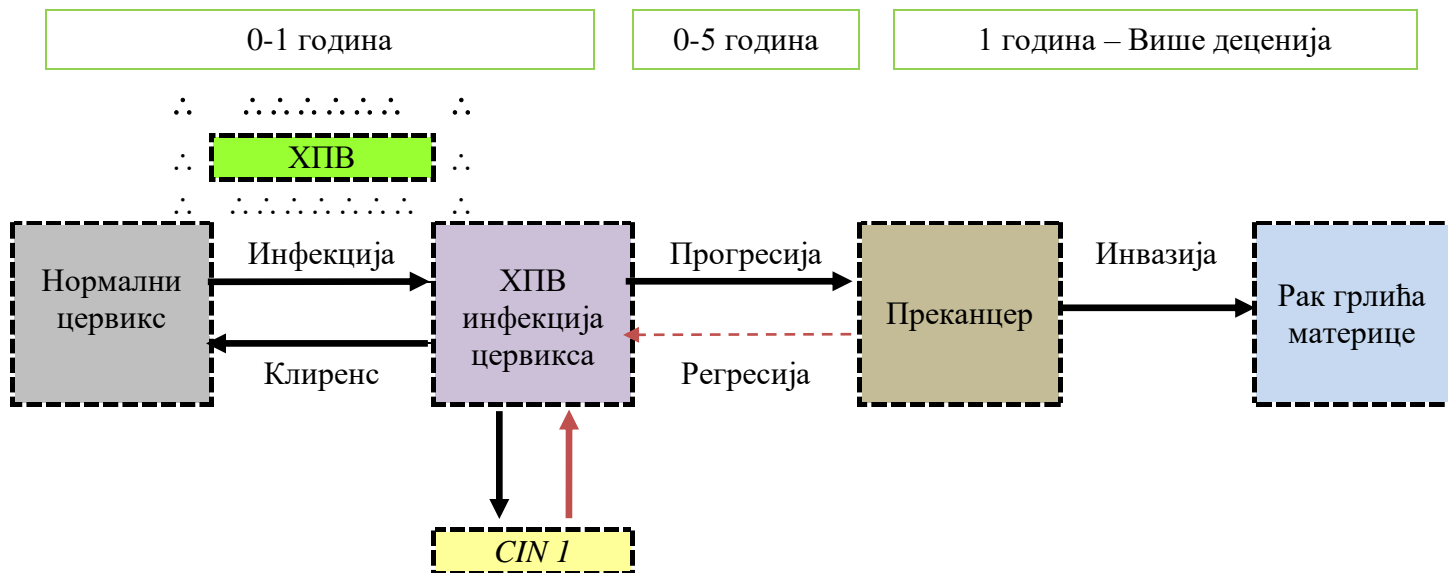 0-1 година
0-5 година
1 година – Више деценија
ХПВ
Нормални
цервикс
Инфекција
Клиренс
ХПВ
инфекција
цервикса
Прогресија
Регресија
Преканцер
Инвазија
Рак грлића
материце
CIN 1